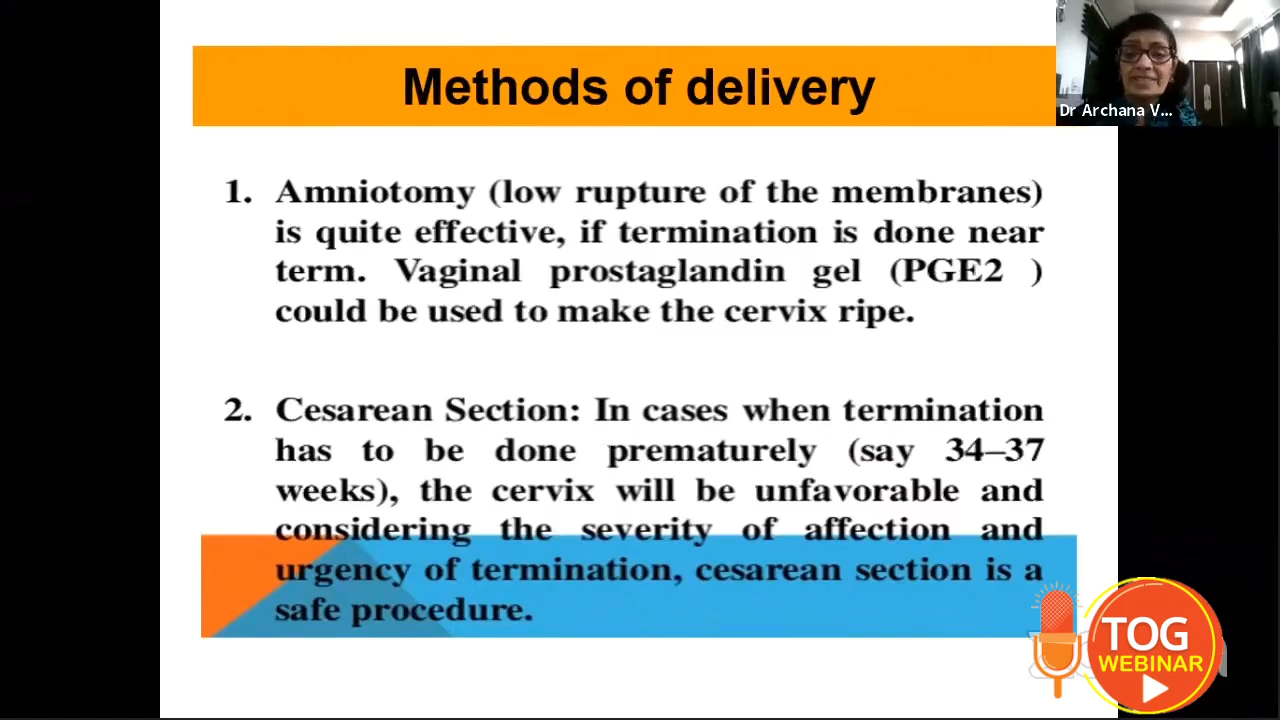 Methods of delivery
Dr Archana V...
1. Amniotomy (low rupture of the membranes)
is quite effective, if termination is done near
term. Vaginal prostaglandin gel (PGE2 )
could be used to make the cervix ripe.
2. Cesarean Section: In cases when termination
has to be done prematurely (say 34–37
weeks), the cervix will be unfavorable and
considering the severity of affection and
urgency of termination, cesarean section is a
safe procedure.
TOG
WEBINAR